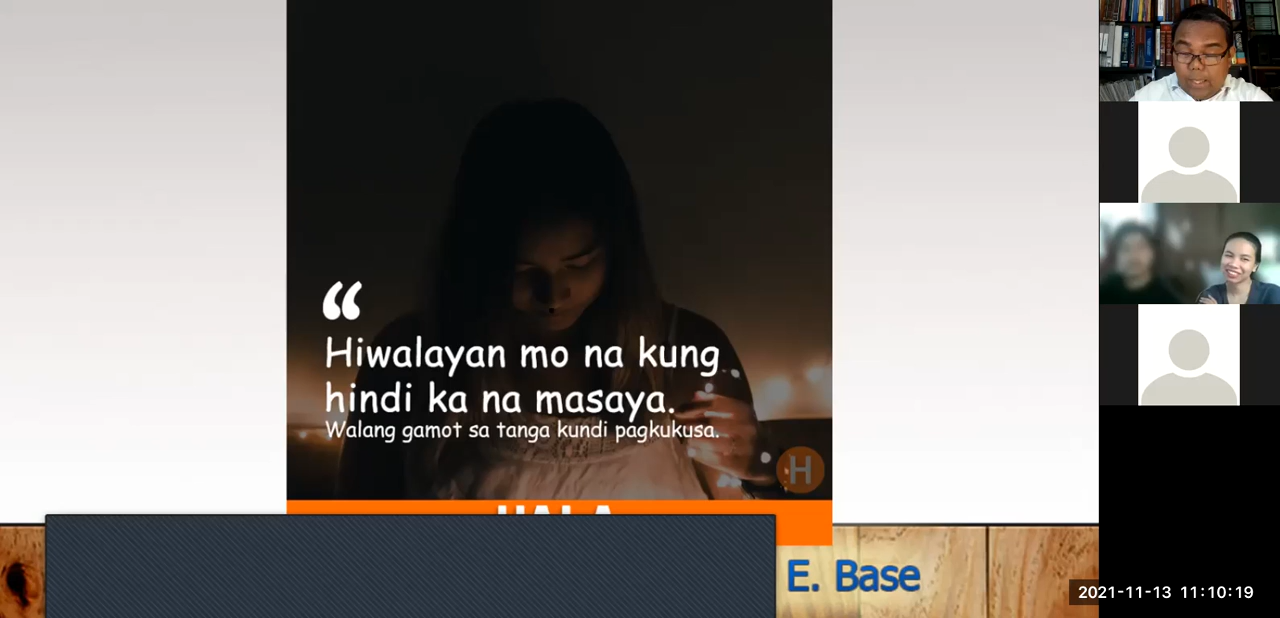 “
Hiwalayan mo na kung
hindi ka na masaya.
Walang gamot sa tanga kundi pagkukusa.
H
E. Base
2021-11-13 11:10:19